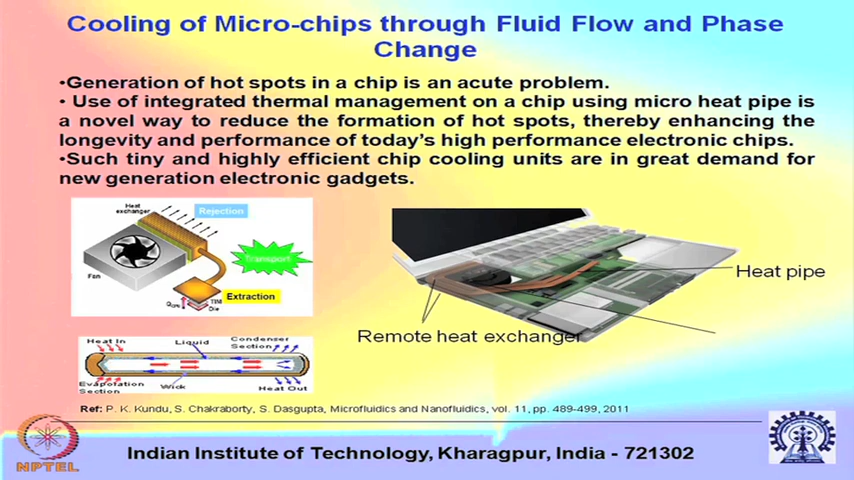 Cooling of Micro-chips through Fluid Flow and Phase
Change
•Generation of hot spots in a chip is an acute problem.
• Use of integrated thermal management on a chip using micro heat pipe is
a novel way to reduce the formation of hot spots, thereby enhancing the
longevity and performance of today's high performance electronic chips.
•Such tiny and highly efficient chip cooling units are in great demand for
new generation electronic gadgets.
Heat
exchanger
Rejection
Transport
Fan
Extraction
TIM
Die
Heat pipe
Remote heat exchanger
Heat In
Liquid
Condenser
Section
Evaporation
Section
Wick
Heat Out
Ref: P. K. Kundu, S. Chakraborty, S. Dasgupta, Microfluidics and Nanofluidics, vol. 11, pp. 489-499, 2011
NPTEL
Indian Institute of Technology, Kharagpur, India - 721302